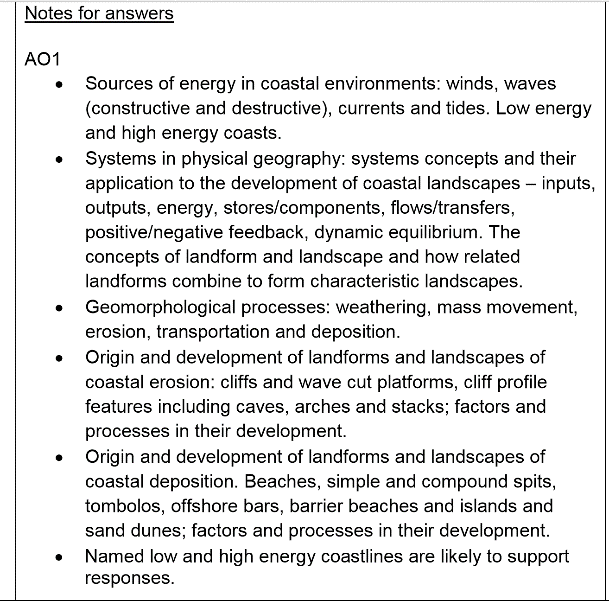 Notes for answers
AO1
• Sources of energy in coastal environments: winds, waves
(constructive and destructive), currents and tides. Low energy
and high energy coasts.
• Systems in physical geography: systems concepts and their
application to the development of coastal landscapes – inputs,
outputs, energy, stores/components, flows/transfers,
positive/negative feedback, dynamic equilibrium. The
concepts of landform and landscape and how related
landforms combine to form characteristic landscapes.
• Geomorphological processes: weathering, mass movement,
erosion, transportation and deposition.
• Origin and development of landforms and landscapes of
coastal erosion: cliffs and wave cut platforms, cliff profile
features including caves, arches and stacks; factors and
processes in their development.
• Origin and development of landforms and landscapes of
coastal deposition. Beaches, simple and compound spits,
tombolos, offshore bars, barrier beaches and islands and
sand dunes; factors and processes in their development.
• Named low and high energy coastlines are likely to support
responses.